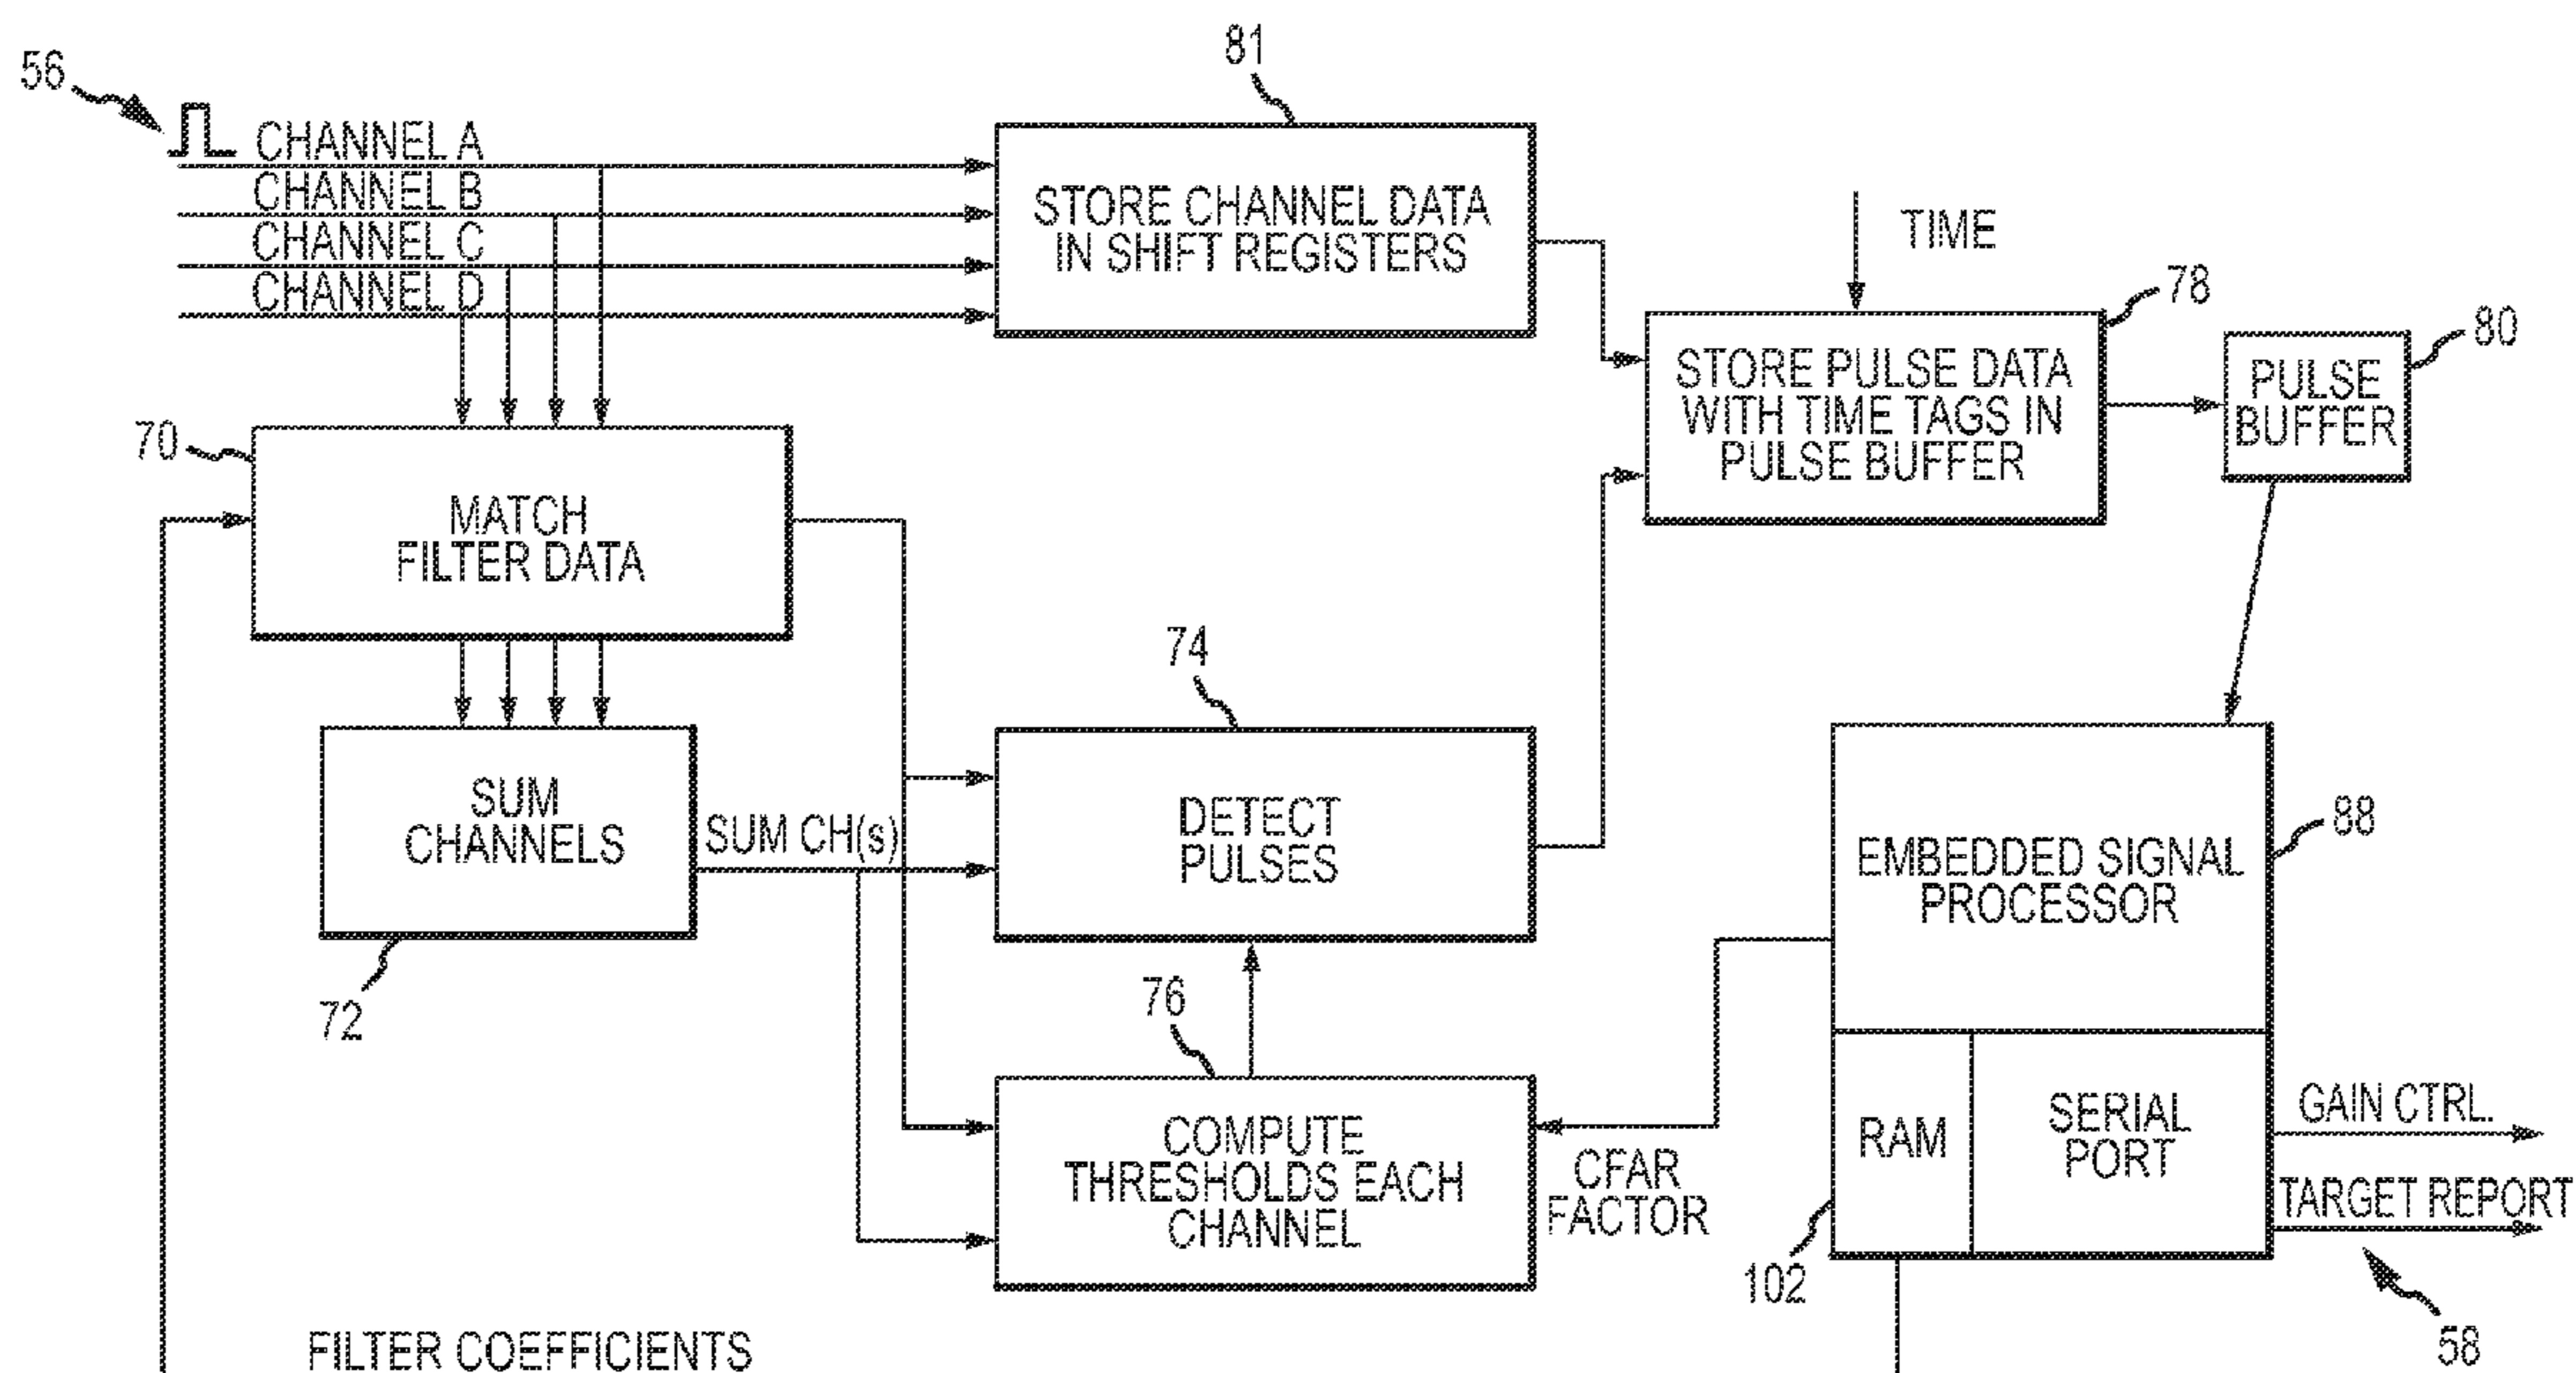 81
56
CHANNEL A
CHANNEL B
CHANNEL C
CHANNEL D
STORE CHANNEL DATA
IN SHIFT REGISTERS
TIME
78
80
STORE PULSE DATA
WITH TIME TAGS IN
PULSE BUFFER
PULSE
BUFFER
70
MATCH
FILTER DATA
74
SUM
CHANNELS
SUM CH(s)
DETECT
PULSES
88
EMBEDDED SIGNAL
PROCESSOR
72
76
COMPUTE
THRESHOLDS EACH
CHANNEL
CFAR
FACTOR
RAM
SERIAL
PORT
GAIN CTRL.
TARGET REPORT
102
58
FILTER COEFFICIENTS